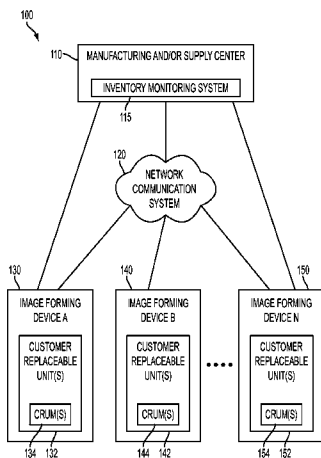 100
110
MANUFACTURING AND/OR SUPPLY CENTER
INVENTORY MONITORING SYSTEM
115
120
NETWORK
COMMUNICATION
SYSTEM
130
IMAGE FORMING
DEVICE A
CUSTOMER
REPLACEABLE
UNIT(S)
CRUM(S)
134
132
140
IMAGE FORMING
DEVICE B
CUSTOMER
REPLACEABLE
UNIT(S)
CRUM(S)
144
142
150
IMAGE FORMING
DEVICE N
CUSTOMER
REPLACEABLE
UNIT(S)
CRUM(S)
154
152